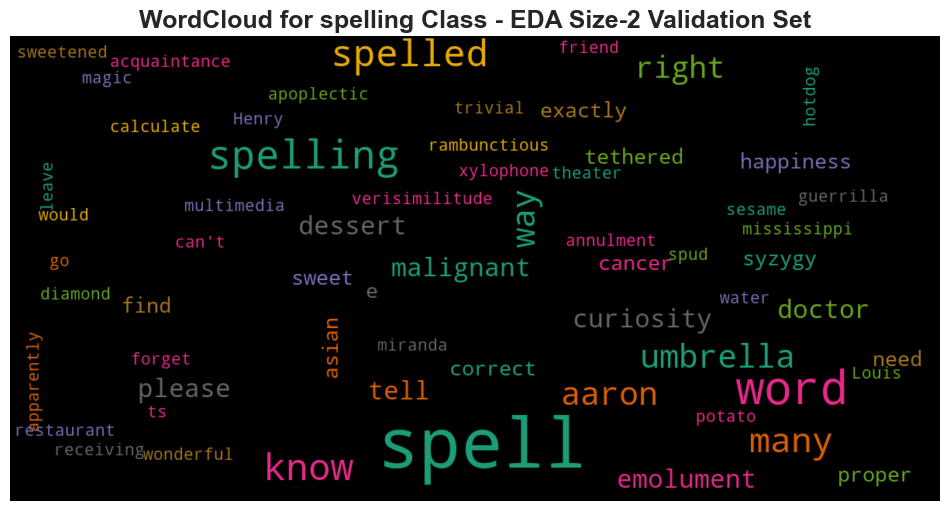 WordCloud for spelling Class - EDA Size-2 Validation Set
sweetened
acquaintance
magic
spelled
friend
right
hotdog
apoplectic
trivial
exactly
calculate
Henry
spelling
rambunctious
xylophone
theater
tethered
happiness
leave
would
multimedia
verisimilitude
way
sesame
guerrilla
mississippi
can't
dessert
annulment
spud
go
sweet
malignant
cancer
syzygy
diamond
find
e
curiosity
water
doctor
apparently
forget
asian
miranda
correct
umbrella
need
Louis
please
tell
aaron
word
ts
potato
restaurant
receiving
wonderful
know
spell
many
emolument
proper